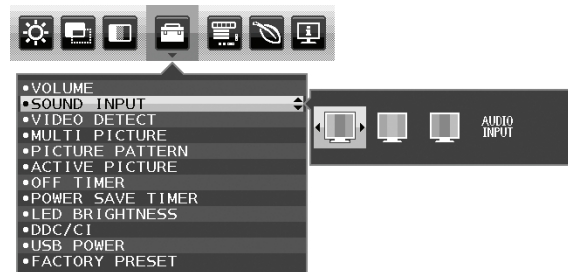 •VOLUME
•SOUND INPUT
•VIDEO DETECT
•MULTI PICTURE
•PICTURE PATTERN
•ACTIVE PICTURE
•OFF TIMER
•POWER SAVE TIMER
•LED BRIGHTNESS
•DDC/CI
•USB POWER
•FACTORY PRESET
AUDIO
INPUT